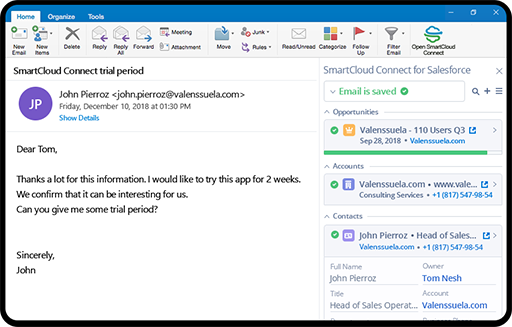 Home Organize Tools
New Email
New Items
Delete
Reply
Reply All
Forward
Meeting
Attachment
Move
Junk
Rules
Read/Unread
Categorize
Follow Up
Filter Email
Open SmartCloud Connect
SmartCloud Connect trial period
JP
John Pierroz <john.pierroz@valenssuela.com>
Friday, December 10, 2018 at 01:30 PM
Show Details
Dear Tom,
Thanks a lot for this information. I would like to try this app for 2 weeks.
We confirm that it can be interesting for us.
Can you give me some trial period?
Sincerely,
John
SmartCloud Connect for Salesforce
Email is saved
Opportunities
Valenssuela - 110 Users Q3
Sep 28, 2018 • Valenssuela.com
Accounts
Valenssuela.com • www.vale...
Consulting Services • +1 (817) 547-98-54
Contacts
John Pierroz • Head of Sales...
Valenssuela.com • +1 (817) 547-98-54
Full Name Owner
John Pierroz Tom Nesh
Title Account
Head of Sales Operat... Valenssuela.com